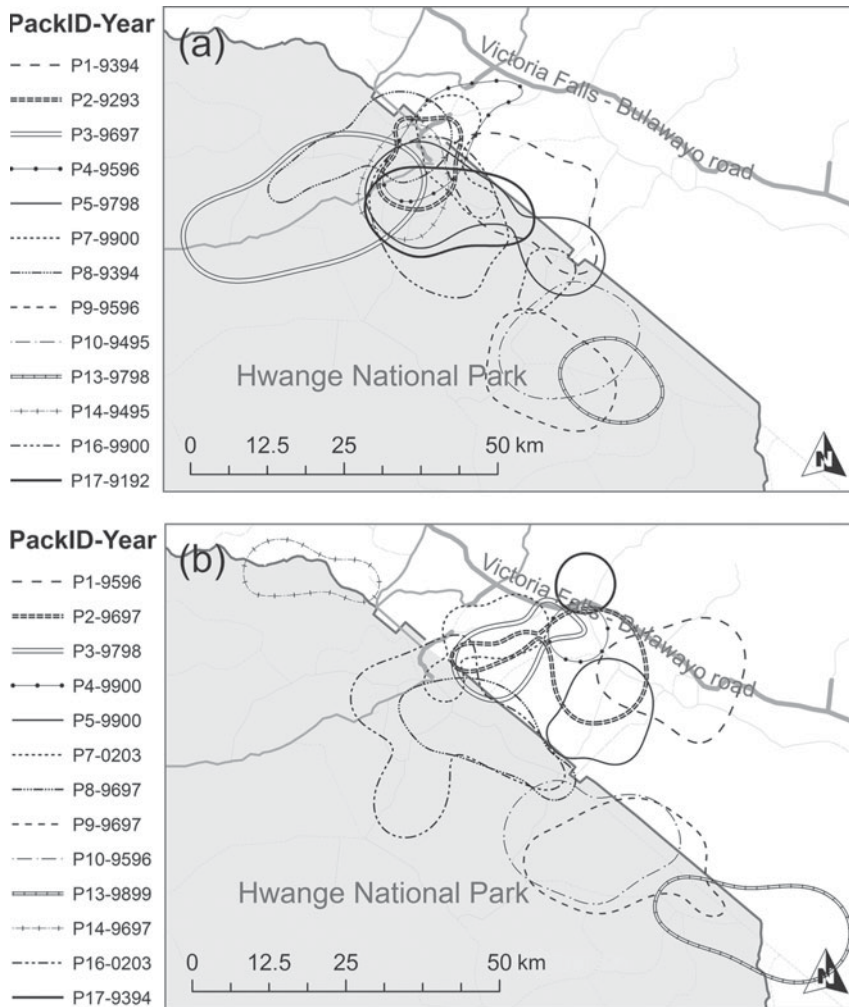 PackID-Year
P1-9394
P2-9293
P3-9697
P4-9596
P5-9798
P7-9900
P8-9394
P9-9596
P10-9495
P13-9798
P14-9495
P16-9900
P17-9192
(a)
Victoria Falls - Bulawayo road
Hwange National Park
0 12.5 25 50 km
N
PackID-Year
P1-9596
P2-9697
P3-9798
P4-9900
P5-9900
P7-0203
P8-9697
P9-9697
P10-9596
P13-9899
P14-9697
P16-0203
P17-9394
(b)
Victoria Falls - Bulawayo road
Hwange National Park
0 12.5 25 50 km
N